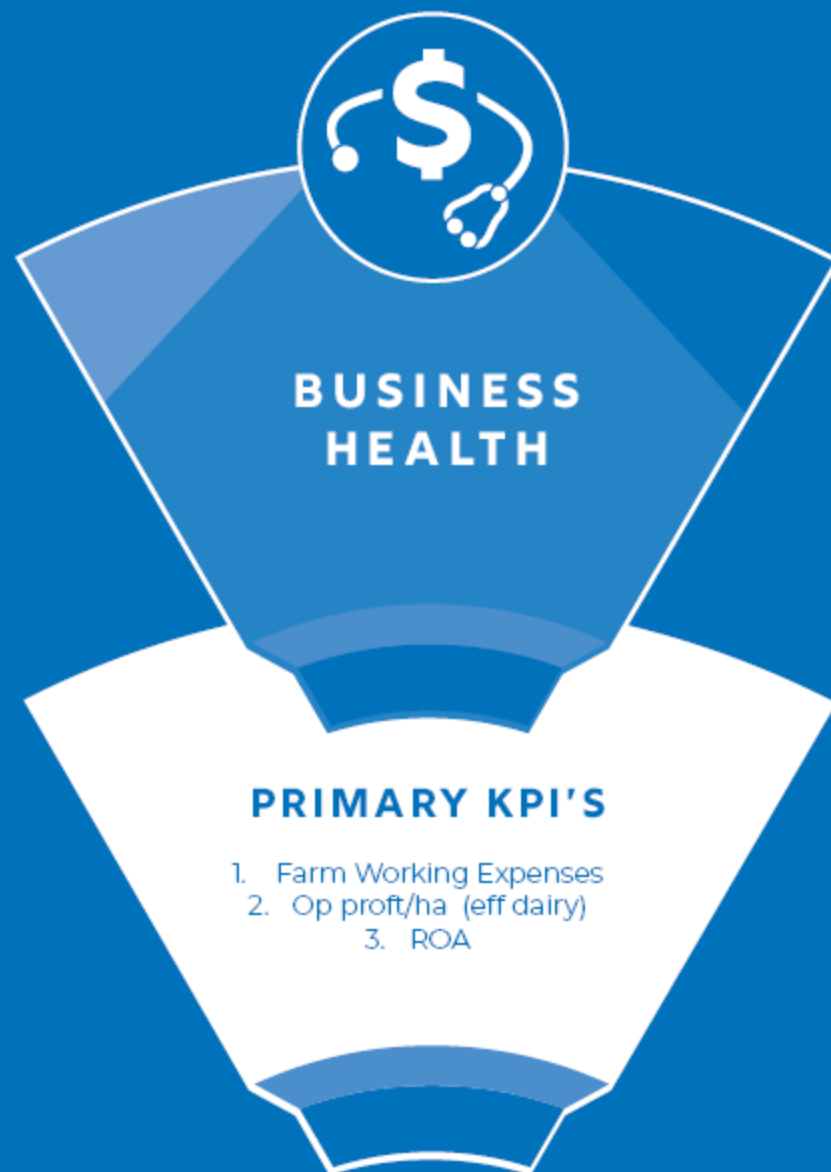 $
BUSINESS
HEALTH
PRIMARY KPI'S
1. Farm Working Expenses
2. Op proft/ha (eff dairy)
3. ROA